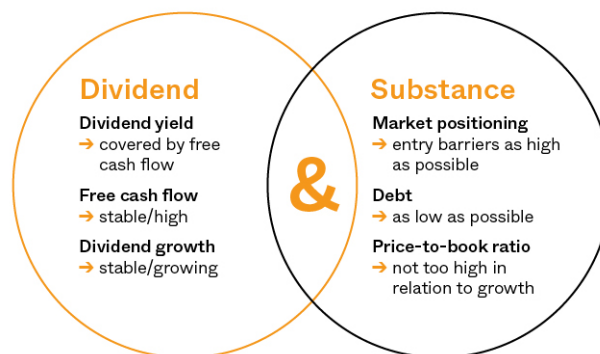 Dividend
Dividend yield
→ covered by free
cash flow
Free cash flow
→ stable/high
Dividend growth
→ stable/growing
&
Substance
Market positioning
→ entry barriers as high
as possible
Debt
→ as low as possible
Price-to-book ratio
→ not too high in
relation to growth